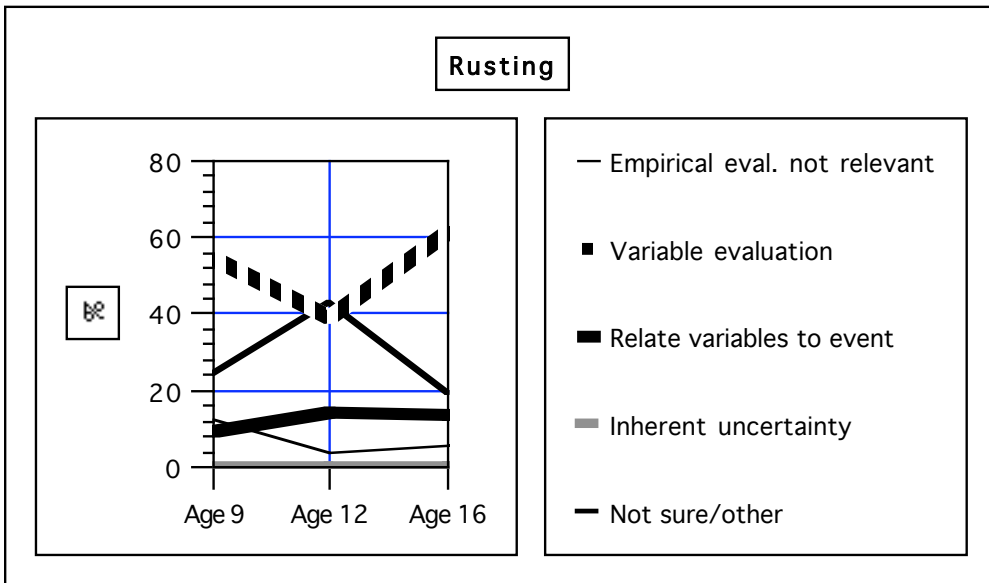 Rusting
80
60
40
20
0
Age 9 Age 12 Age 16
Empirical eval. not relevant
Variable evaluation
Relate variables to event
Inherent uncertainty
Not sure/other